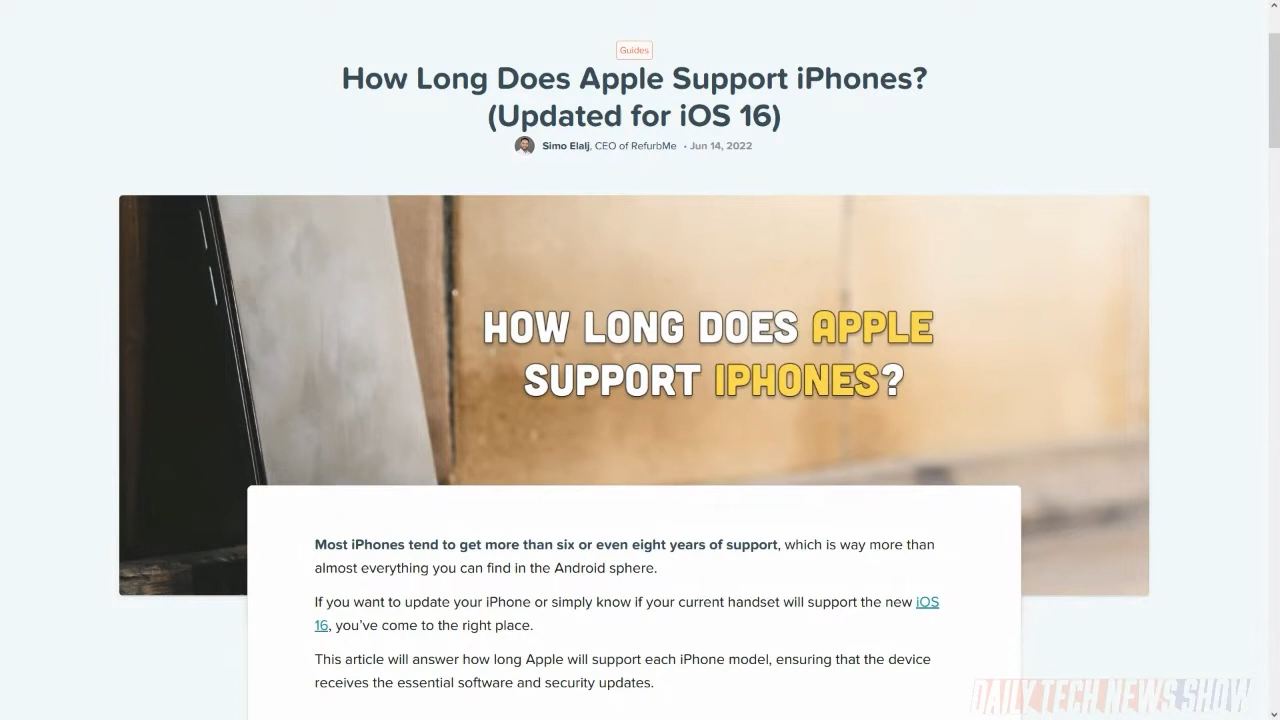 Guides
How Long Does Apple Support iPhones?
(Updated for iOS 16)
Simo Elalj, CEO of RefurbMe • Jun 14, 2022
HOW LONG DOES APPLE
SUPPORT IPHONES?
Most iPhones tend to get more than six or even eight years of support, which is way more than
almost everything you can find in the Android sphere.
If you want to update your iPhone or simply know if your current handset will support the new iOS
16, you've come to the right place.
This article will answer how long Apple will support each iPhone model, ensuring that the device
receives the essential software and security updates.
DAILY TECH NEWS SHOW